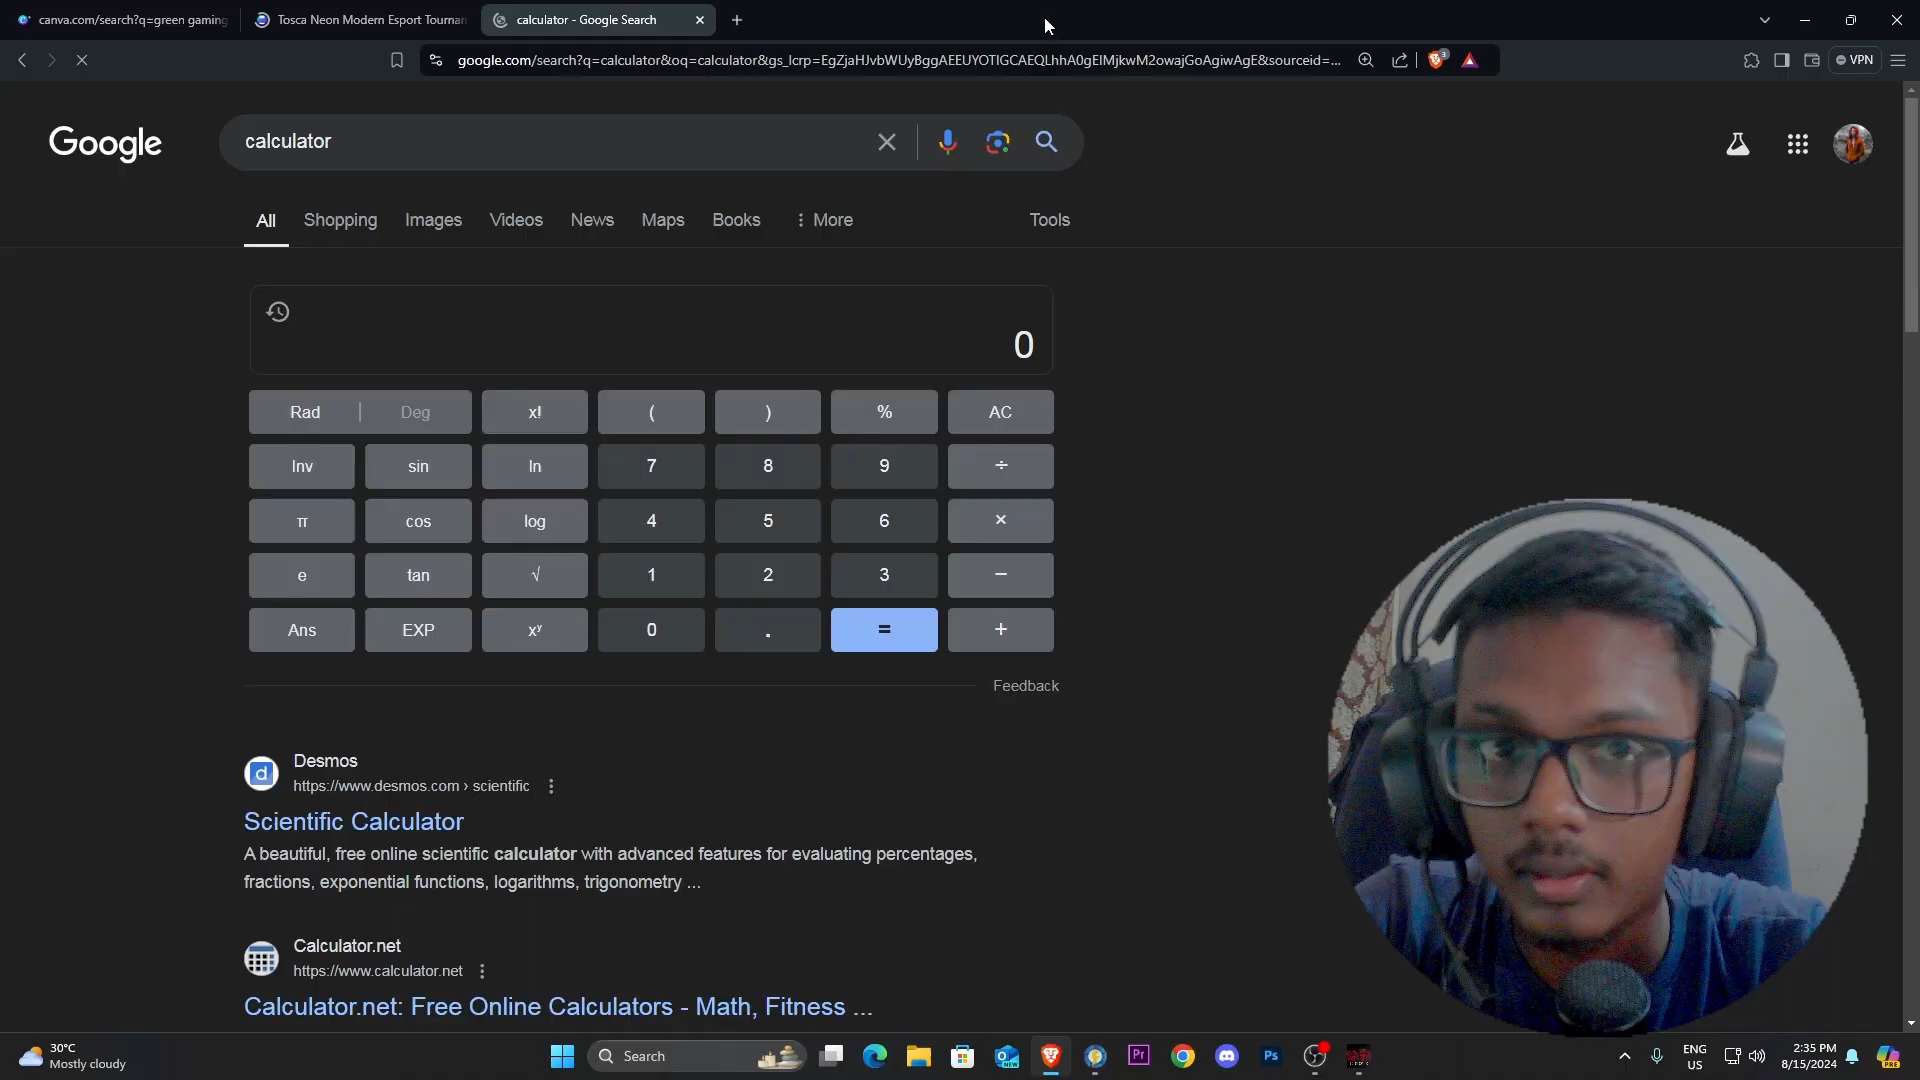 canva.com/search?q=green gaming
Tosca Neon Modern Esport Tournam
calculator - Google Search
google.com/search?q=calculator&oq=calculator&gs_lcrp=EgZjaHJvbWUyBggAEEUYOTIGCAEQLhhA0gEIMjkwM2owajGoAgiwAgE&sourceid=...
3
VPN
Google
calculator
All Shopping Images Videos News Maps Books More Tools
0
Rad | Deg x! ( ) % AC
Inv sin ln 7 8 9 ÷
π cos log 4 5 6 ×
e tan √ 1 2 3 −
Ans EXP xʸ 0 . = +
Feedback
d
Desmos
https://www.desmos.com › scientific
Scientific Calculator
A beautiful, free online scientific calculator with advanced features for evaluating percentages,
fractions, exponential functions, logarithms, trigonometry ...
Calculator.net
https://www.calculator.net
Calculator.net: Free Online Calculators - Math, Fitness ...
30°C
Mostly cloudy
Search
NEW
Pr
Ps
ENG
US
2:35 PM
8/15/2024
PRE